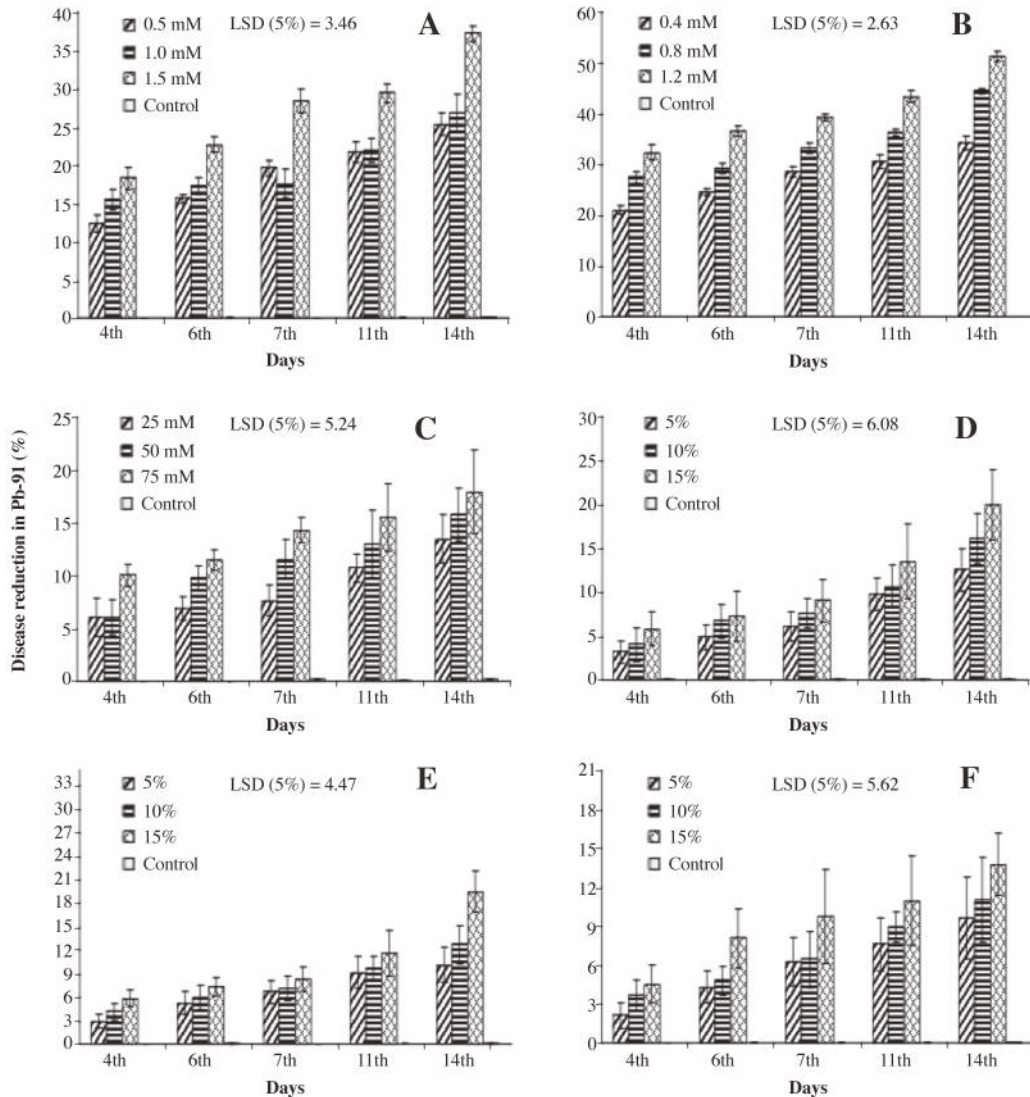 Disease reduction in Pb-91 (%)
A
LSD (5%) = 3.46
0.5 mM
1.0 mM
1.5 mM
Control
40
35
30
25
20
15
10
5
0
4th 6th 7th 11th 14th
Days
B
LSD (5%) = 2.63
0.4 mM
0.8 mM
1.2 mM
Control
60
50
40
30
20
10
0
4th 6th 7th 11th 14th
Days
C
LSD (5%) = 5.24
25 mM
50 mM
75 mM
Control
25
20
15
10
5
0
4th 6th 7th 11th 14th
Days
D
LSD (5%) = 6.08
5%
10%
15%
Control
30
25
20
15
10
5
0
4th 6th 7th 11th 14th
Days
E
LSD (5%) = 4.47
5%
10%
15%
Control
33
30
27
24
21
18
15
12
9
6
3
0
4th 6th 7th 11th 14th
Days
F
LSD (5%) = 5.62
5%
10%
15%
Control
21
18
15
12
9
6
3
0
4th 6th 7th 11th 14th
Days